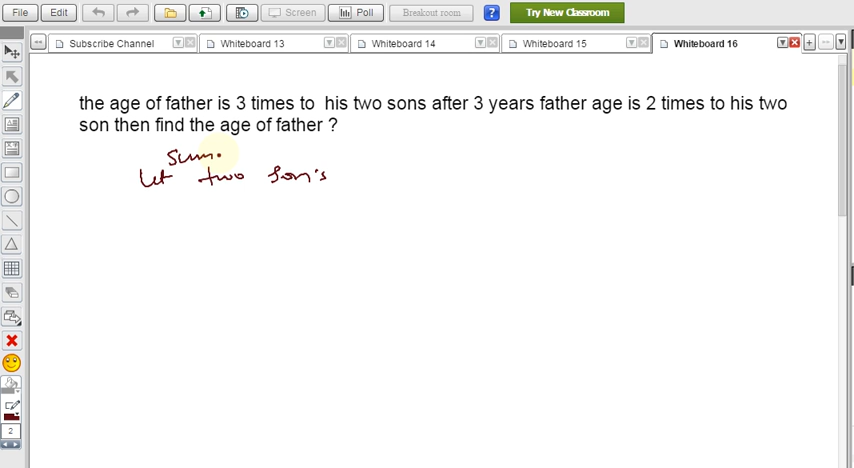 File Edit Screen Poll Breakout room ? Try New Classroom
Subscribe Channel Whiteboard 13 Whiteboard 14 Whiteboard 15 Whiteboard 16
the age of father is 3 times to his two sons after 3 years father age is 2 times to his two
son then find the age of father ?
Sum.
Let two Son's
2